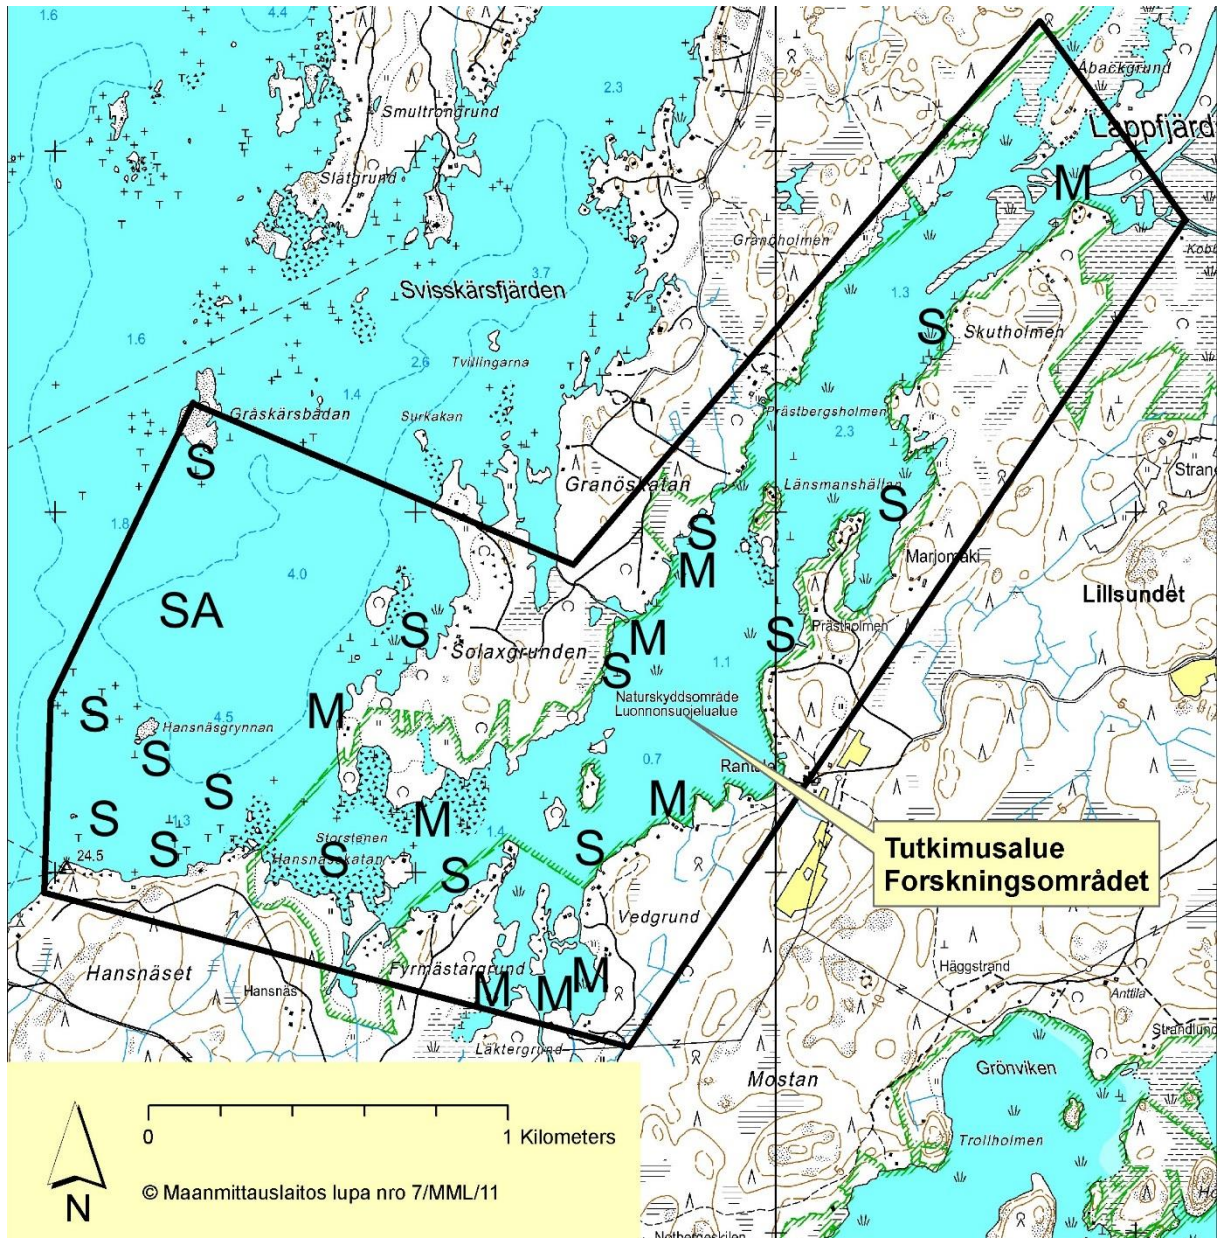 1.6
4.4
2.3
Åbackgrund
Smultrongrund
Lappfjärd
M
Slåtgrund
Granöholmen
3.7
Svisskärsfjärden
1.3
S
Skutholmen
1.6
2.6
Tvillingarna
1.4
Gråskärsbådan
Surkakan
Prästbergsholmen
2.3
S
Granöskatan
Länsmanshällan
S
1.8
S
M
Marjomäki
4.0
Lillsundet
SA
S
Solaxgrunden
M
S
Prästholmen
S
1.1
Naturskyddsområde
Luonnonsuojelualue
S
M
4.5
Hansnäsgrynnan
S
0.7
S
M
S
1.3
S
Storstenen
M
1.4
Hansnässkatan
S
24.5
S
S
S
Tutkimusalue
Forskningsområdet
Vedgrund
Hansnäset
Fyrmästargrund
Hansnäs
M
M
M
Häggstrand
Anttila
Läktergrund
Mostan
Grönviken
Trollholmen
0
1 Kilometers
N
© Maanmittauslaitos lupa nro 7/MML/11